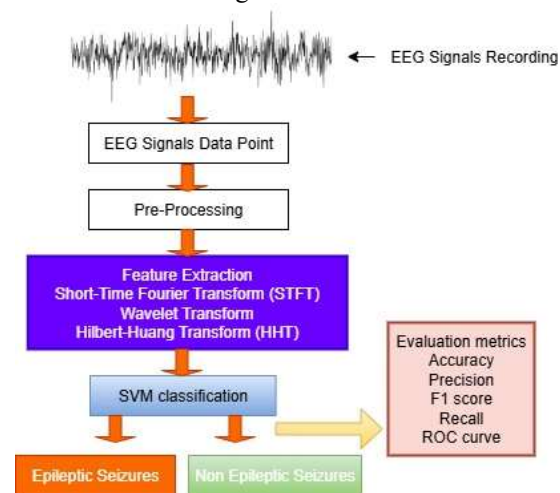 EEG Signals Recording
EEG Signals Data Point
Pre-Processing
Feature Extraction
Short-Time Fourier Transform (STFT)
Wavelet Transform
Hilbert-Huang Transform (HHT)
SVM classification
Evaluation metrics
Accuracy
Precision
F1 score
Recall
ROC curve
Epileptic Seizures
Non Epileptic Seizures